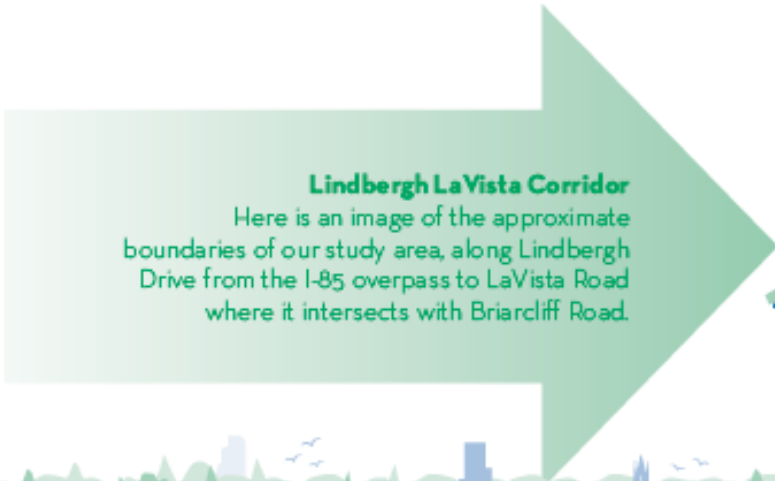 Lindbergh LaVista Corridor
Here is an image of the approximate
boundaries of our study area, along Lindbergh
Drive from the I-85 overpass to LaVista Road
where it intersects with Briarcliff Road.